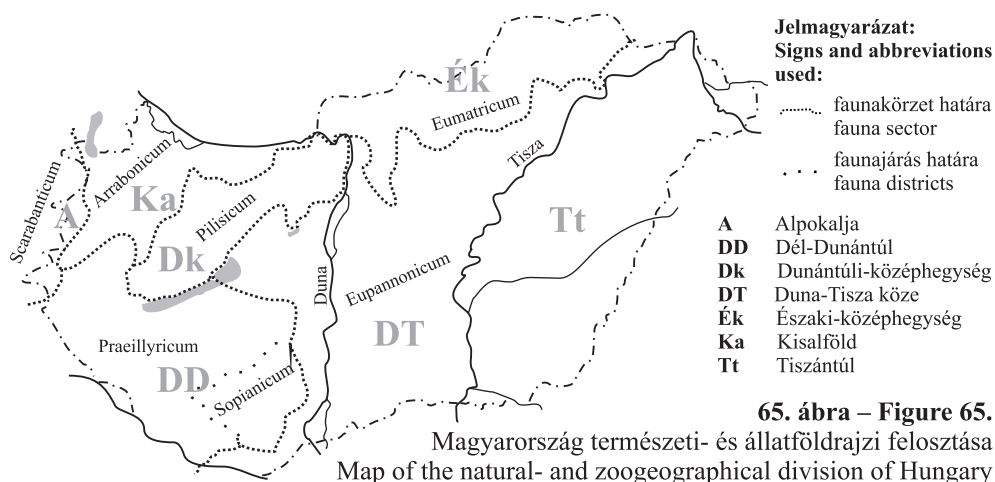 Jelmagyarázat:
Signs and abbreviations
used:
faunakörzet határa
fauna sector
faunajárás határa
fauna districts
A Alpokalja
DD Dél-Dunántúl
Dk Dunántúli-középhegység
DT Duna-Tisza köze
Ék Északi-középhegység
Ka Kisalföld
Tt Tiszántúl
Ék
Eumatricum
Tisza
Scarabanticum
Arrabonicum
A
Ka
Pilisicum
Dk
Tt
Duna
Eupannonicum
DT
Praeillyricum
DD
Sopianicum
65. ábra – Figure 65.
Magyarország természeti- és állatföldrajzi felosztása
Map of the natural- and zoogeographical division of Hungary